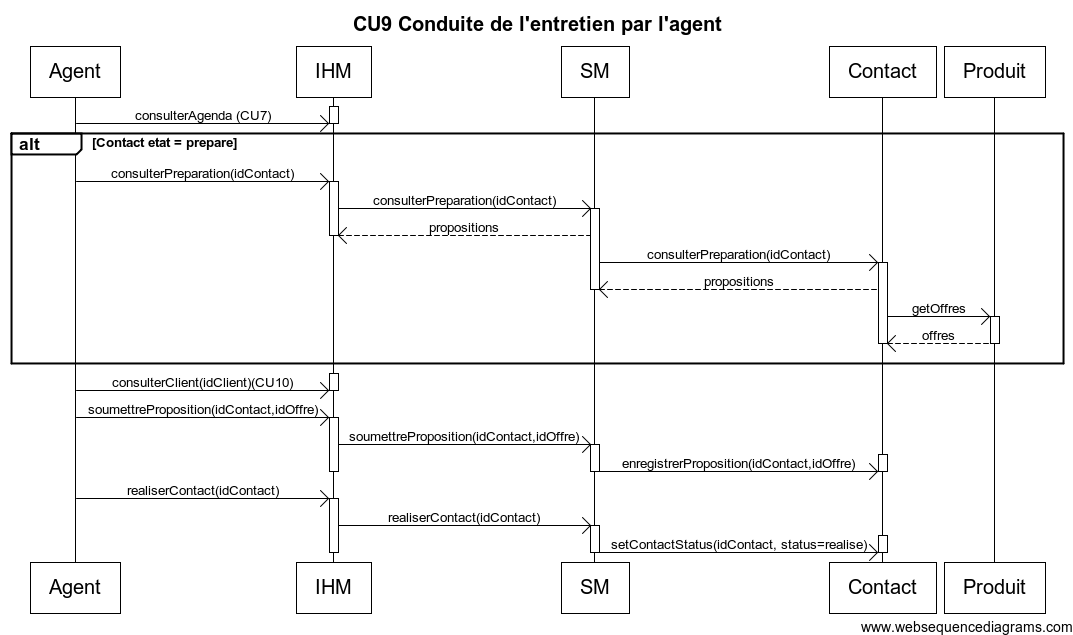 CU9 Conduite de l'entretien par l'agent
Agent
IHM
SM
Contact
Produit
consulterAgenda (CU7)
alt
[Contact etat = prepare]
consulterPreparation(idContact)
consulterPreparation(idContact)
propositions
consulterPreparation(idContact)
propositions
getOffres
offres
consulterClient(idClient)(CU10)
soumettreProposition(idContact,idOffre)
soumettreProposition(idContact,idOffre)
enregistrerProposition(idContact,idOffre)
realiserContact(idContact)
realiserContact(idContact)
setContactStatus(idContact, status=realise)
Agent
IHM
SM
Contact
Produit
www.websequencediagrams.com